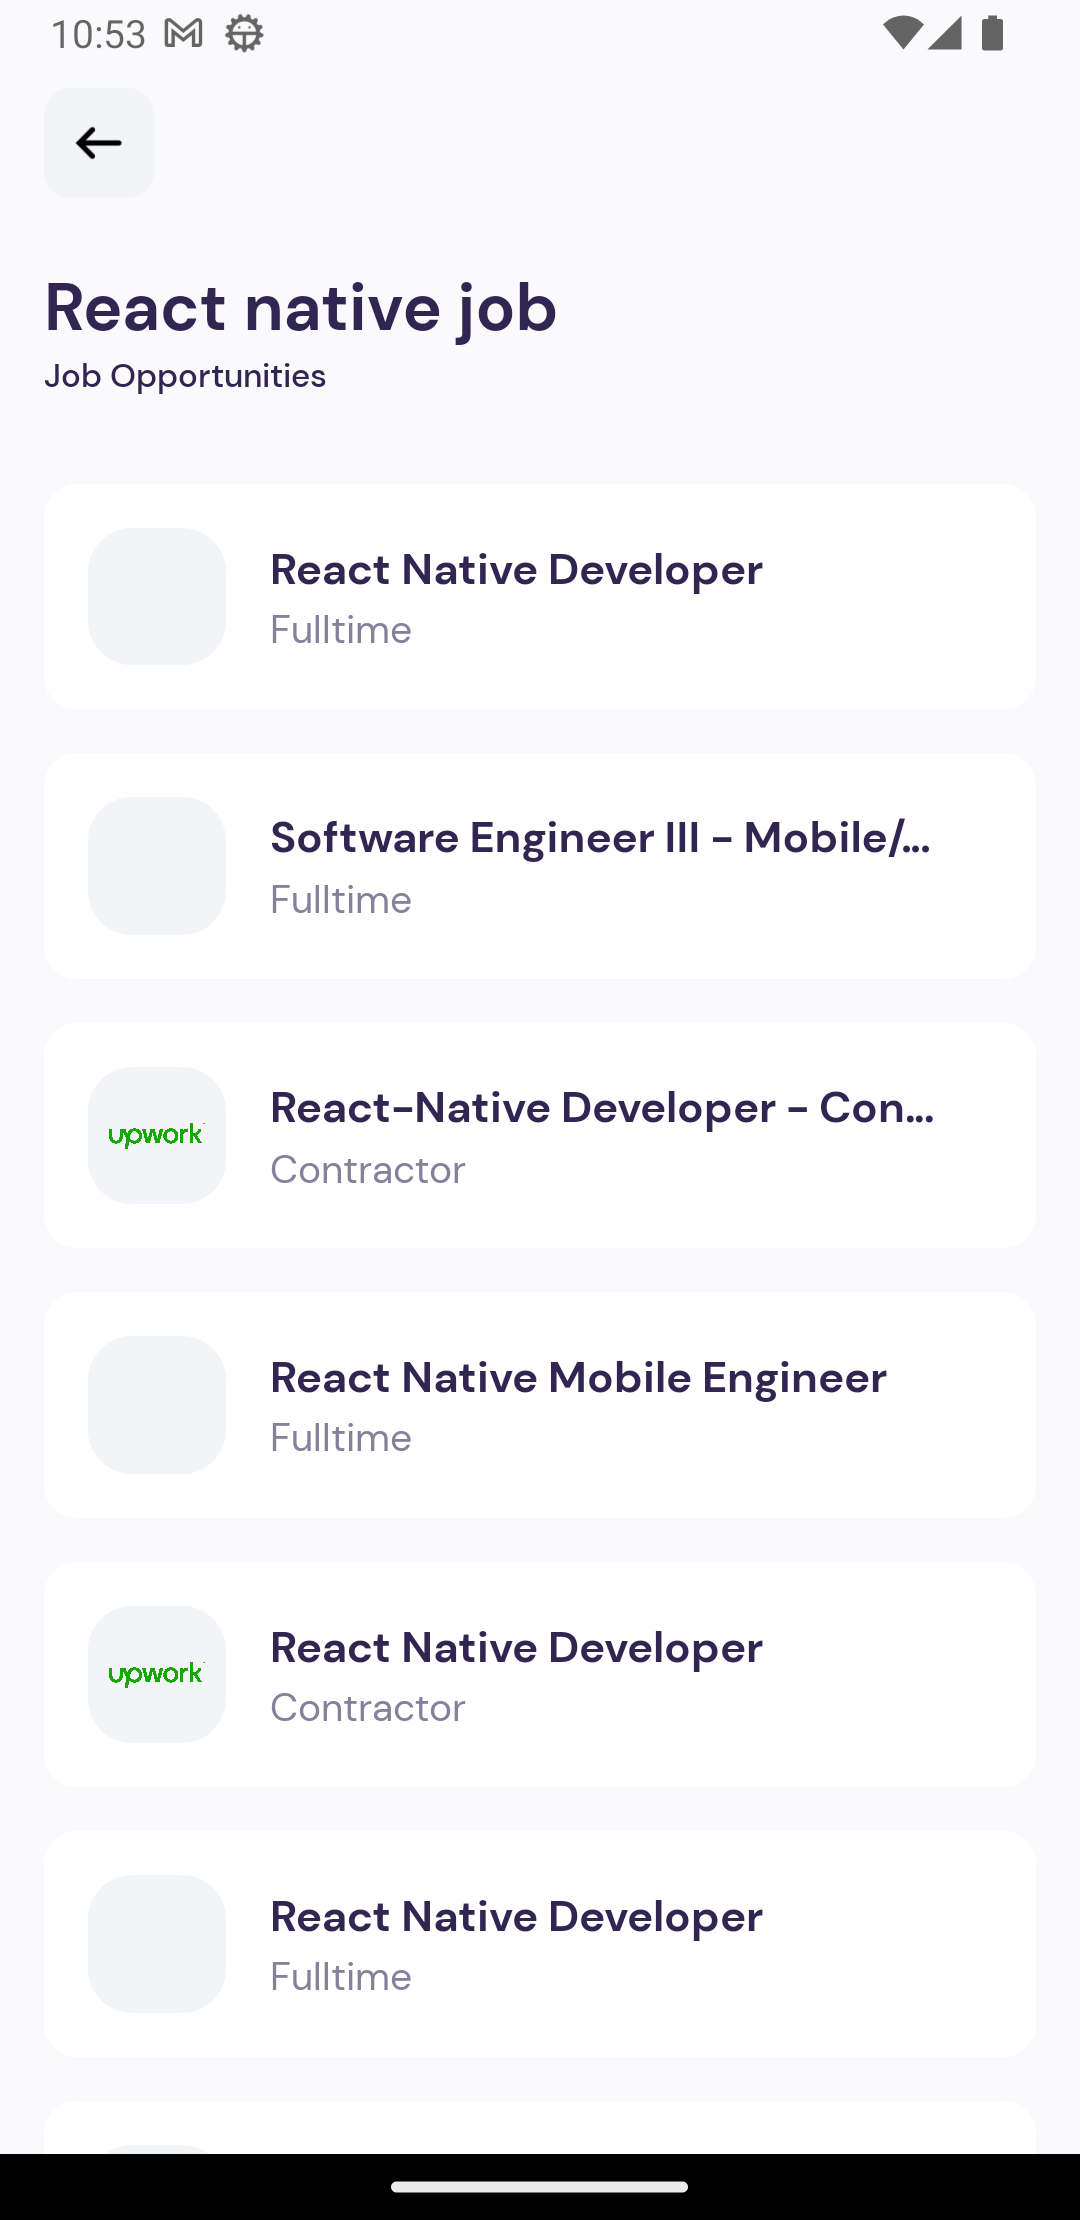 10:53
React native job
Job Opportunities
React Native Developer
Fulltime
Software Engineer III - Mobile/...
Fulltime
upwork
React-Native Developer - Con...
Contractor
React Native Mobile Engineer
Fulltime
upwork
React Native Developer
Contractor
React Native Developer
Fulltime